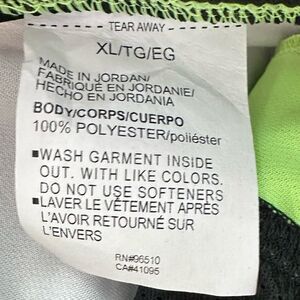 TEAR AWAY
XL/TG/EG
MADE IN JORDAN/
FABRIQUÉ EN JORDANIE/
HECHO EN JORDANIA
BODY/CORPS/CUERPO
100% POLYESTER/poliéster
▪WASH GARMENT INSIDE
OUT. WITH LIKE COLORS.
DO NOT USE SOFTENERS
▪LAVER LE VÊTEMENT APRÈS
L'AVOIR RETOURNÉ SUR
L'ENVERS
RN#96510
CA#41095